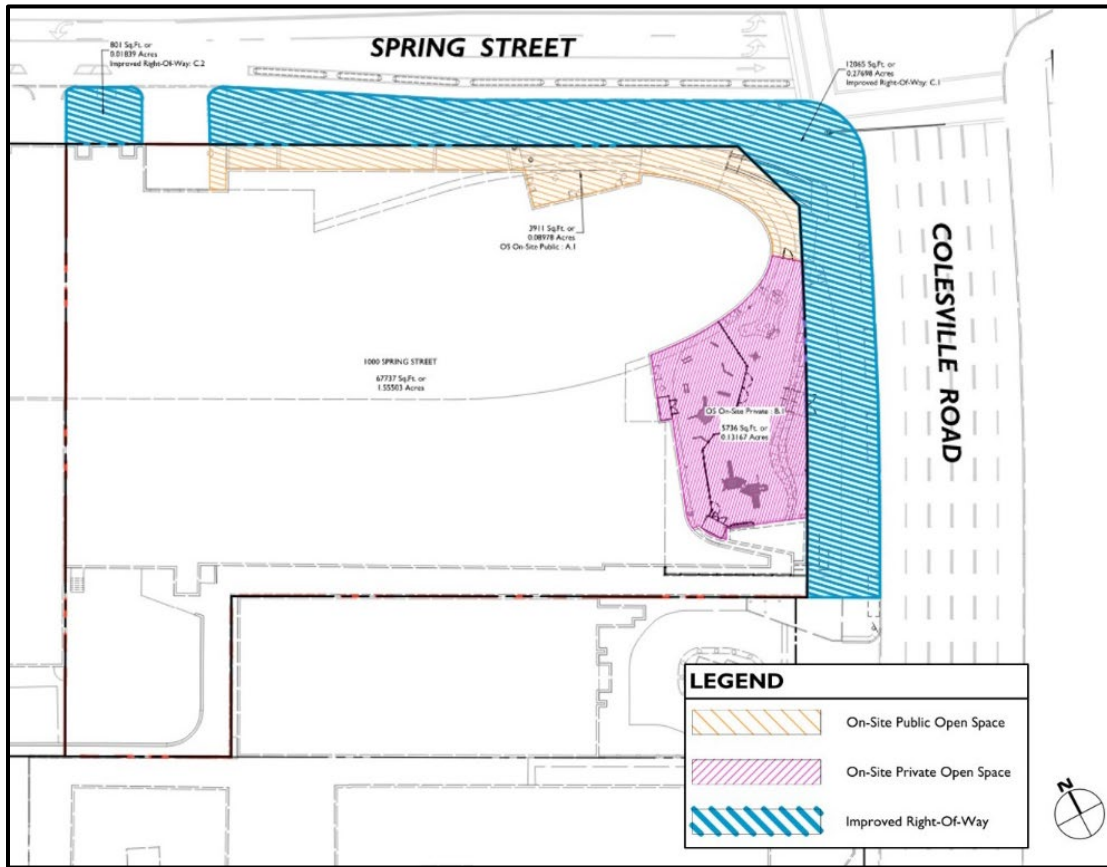 801 Sq.Ft. or
0.01839 Acres
Improved Right-Of-Way: C.2
SPRING STREET
12065 Sq.Ft. or
0.27698 Acres
Improved Right-Of-Way: C.1
3911 Sq.Ft. or
0.08978 Acres
OS On-Site Public : A.1
COLESVILLE ROAD
1000 SPRING STREET
67737 Sq.Ft. or
1.55503 Acres
OS On-Site Private : B.1
5736 Sq.Ft. or
0.13167 Acres
LEGEND
On-Site Public Open Space
On-Site Private Open Space
Improved Right-Of-Way
N